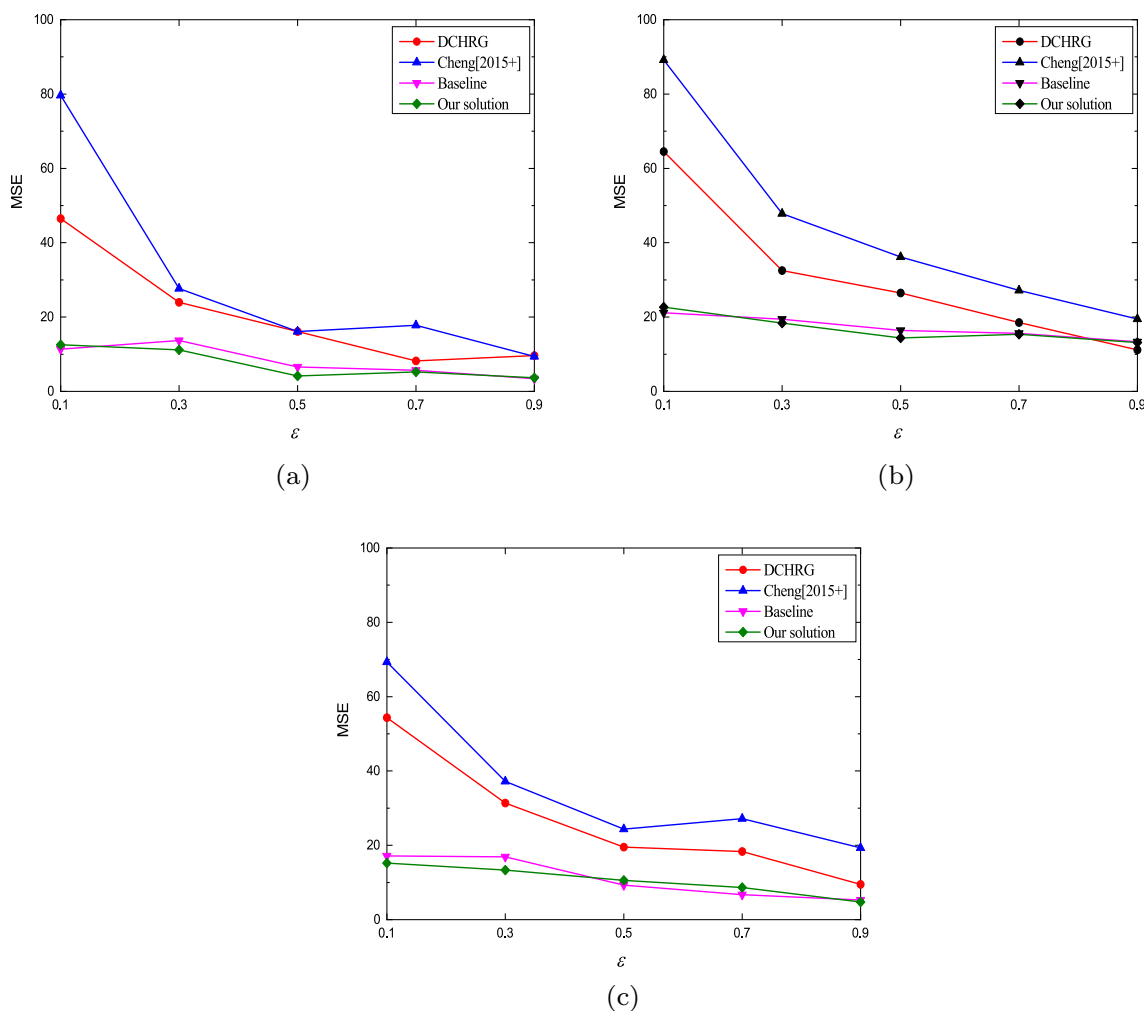 100
80
60
40
20
0
MSE
0.1 0.3 0.5 0.7 0.9
ε
DCHRG
Cheng[2015+]
Baseline
Our solution
(a)
100
80
60
40
20
0
MSE
0.1 0.3 0.5 0.7 0.9
ε
DCHRG
Cheng[2015+]
Baseline
Our solution
(b)
100
80
60
40
20
0
MSE
0.1 0.3 0.5 0.7 0.9
ε
DCHRG
Cheng[2015+]
Baseline
Our solution
(c)